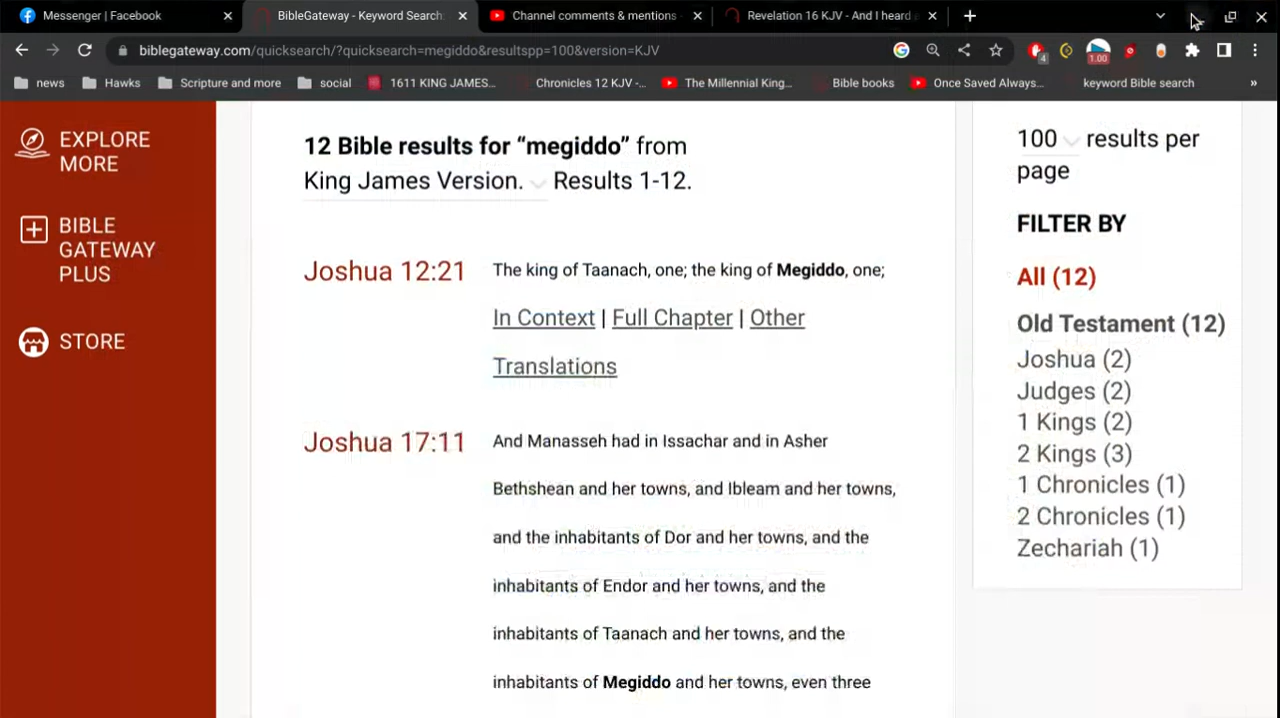 Messenger | Facebook
BibleGateway - Keyword Search:
Channel comments & mentions -
Revelation 16 KJV - And I heard a
biblegateway.com/quicksearch/?quicksearch=megiddo&resultspp=100&version=KJV
4
1.00
news
Hawks
Scripture and more
social
1611 KING JAMES...
Chronicles 12 KJV -...
The Millennial King...
Bible books
Once Saved Always...
keyword Bible search
»
EXPLORE
MORE
BIBLE
GATEWAY
PLUS
STORE
12 Bible results for “megiddo” from
King James Version. Results 1-12.
Joshua 12:21
The king of Taanach, one; the king of Megiddo, one;
In Context | Full Chapter | Other
Translations
Joshua 17:11
And Manasseh had in Issachar and in Asher
Bethshean and her towns, and Ibleam and her towns,
and the inhabitants of Dor and her towns, and the
inhabitants of Endor and her towns, and the
inhabitants of Taanach and her towns, and the
inhabitants of Megiddo and her towns, even three
100 results per
page
FILTER BY
All (12)
Old Testament (12)
Joshua (2)
Judges (2)
1 Kings (2)
2 Kings (3)
1 Chronicles (1)
2 Chronicles (1)
Zechariah (1)